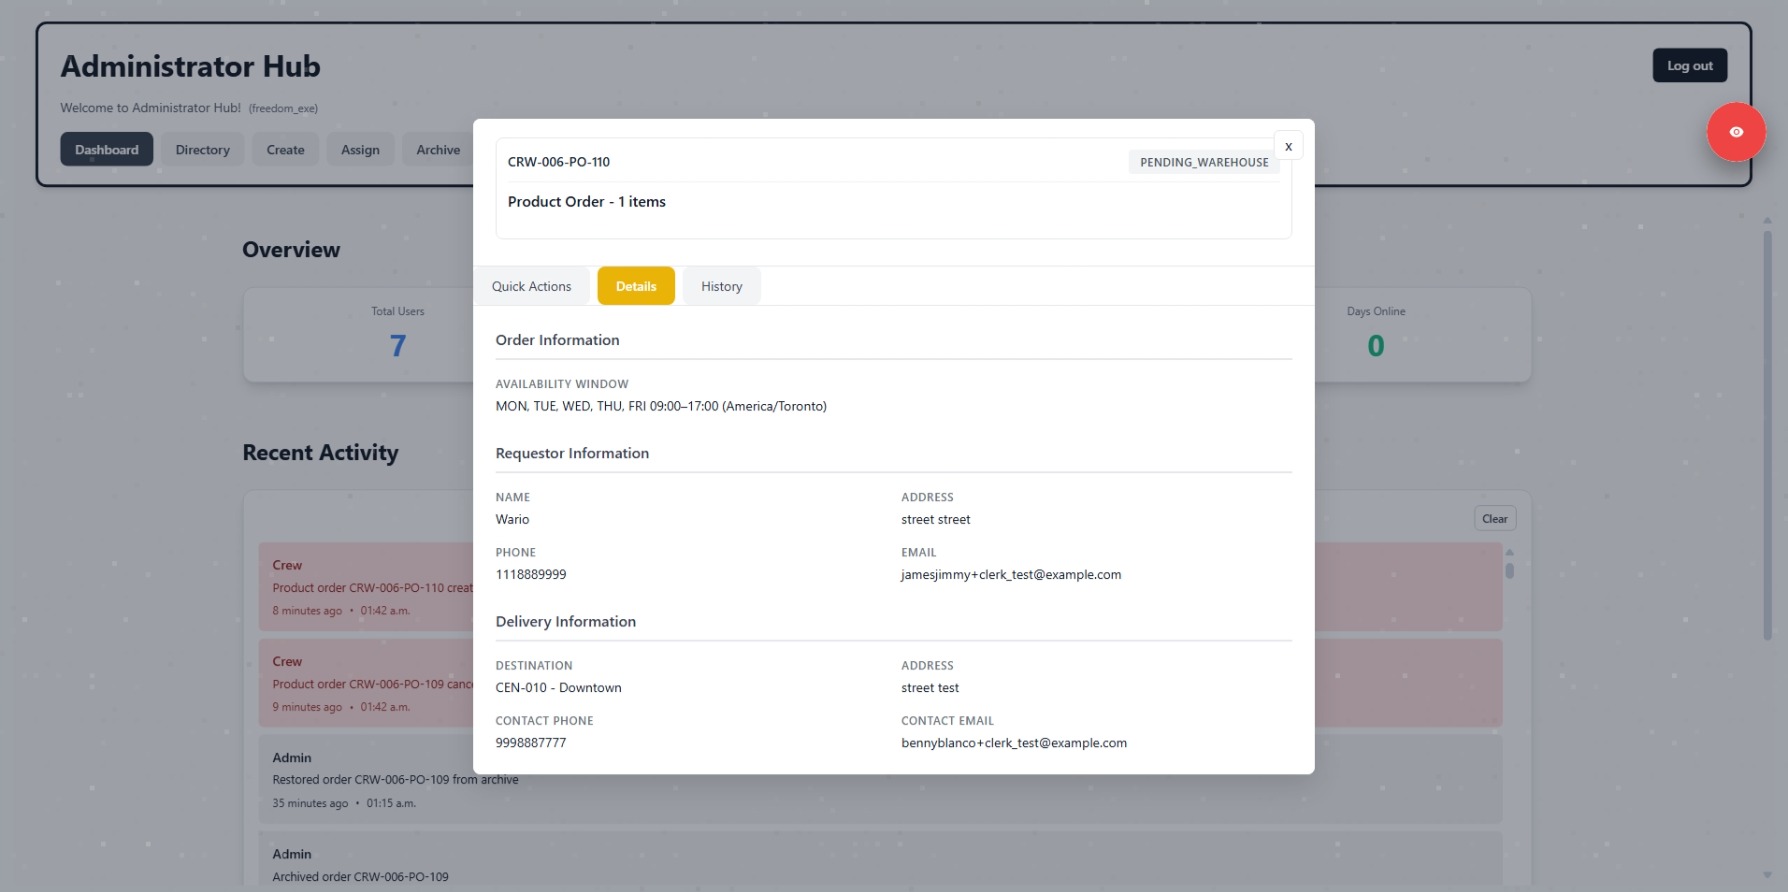 Administrator Hub
Log out
Welcome to Administrator Hub! (freedom_exe)
Dashboard
Directory
Create
Assign
Archive
CRW-006-PO-110
PENDING_WAREHOUSE
x
Product Order - 1 items
Quick Actions
Details
History
Order Information
AVAILABILITY WINDOW
MON, TUE, WED, THU, FRI 09:00–17:00 (America/Toronto)
Requestor Information
NAME
Wario
ADDRESS
street street
PHONE
1118889999
EMAIL
jamesjimmy+clerk_test@example.com
Delivery Information
DESTINATION
CEN-010 - Downtown
ADDRESS
street test
CONTACT PHONE
9998887777
CONTACT EMAIL
bennyblanco+clerk_test@example.com
Overview
Total Users
7
Days Online
0
Recent Activity
Clear
Crew
Product order CRW-006-PO-110 creat
8 minutes ago • 01:42 a.m.
Crew
Product order CRW-006-PO-109 cance
9 minutes ago • 01:42 a.m.
Admin
Restored order CRW-006-PO-109 from archive
35 minutes ago • 01:15 a.m.
Admin
Archived order CRW-006-PO-109